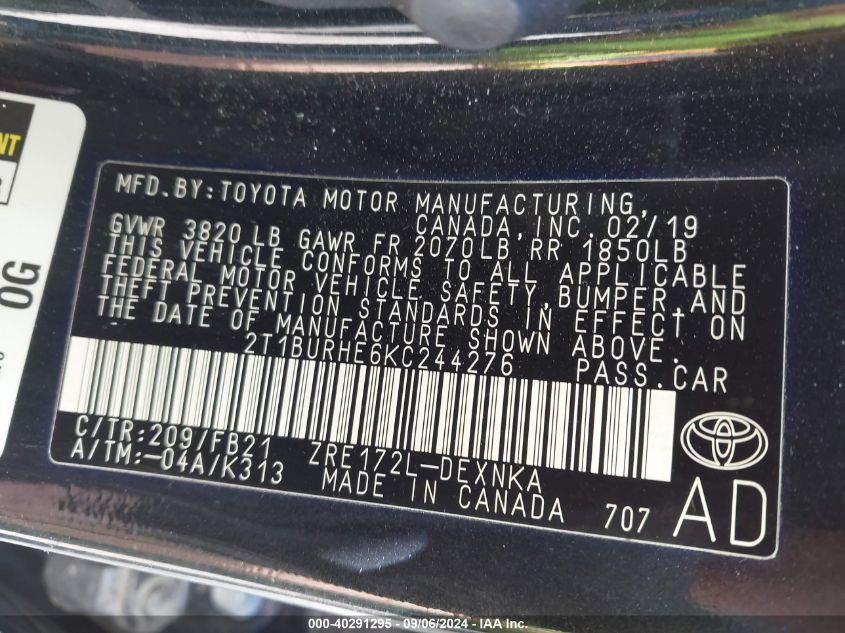 NT
OG
MFD.BY:TOYOTA MOTOR MANUFACTURING,
CANADA,INC. 02/19
GVWR 3820 LB GAWR FR 2070LB RR 1850LB
THIS VEHICLE CONFORMS TO ALL APPLICABLE
FEDERAL MOTOR VEHICLE SAFETY,BUMPER,AND
THEFT PREVENTION STANDARDS IN EFFECT ON
THE DATE OF MANUFACTURE SHOWN ABOVE.
2T1BURHE6KC244276 PASS.CAR
C/TR:209/FB21 ZRE172L-DEXNKA
A/TM:-04A/K313 MADE IN CANADA 707 AD
000-40291295 - 09/06/2024 - IAA Inc.